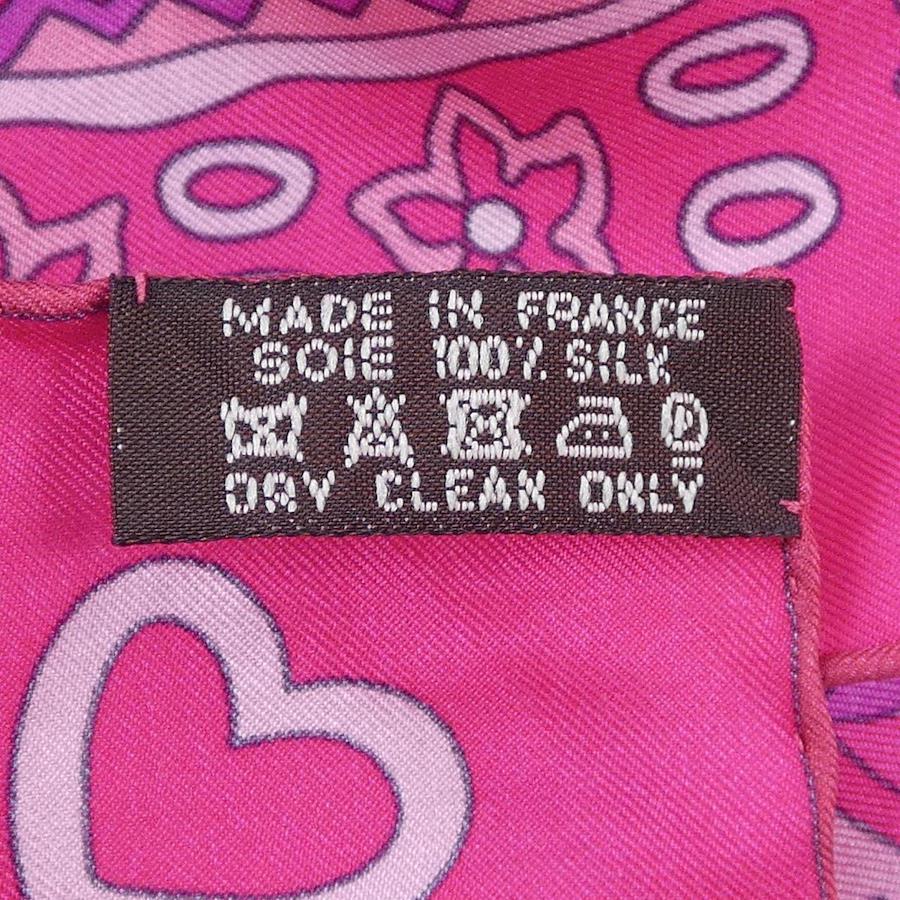 MADE IN FRANCE
SOIE 100% SILK
P
DRY CLEAN ONLY